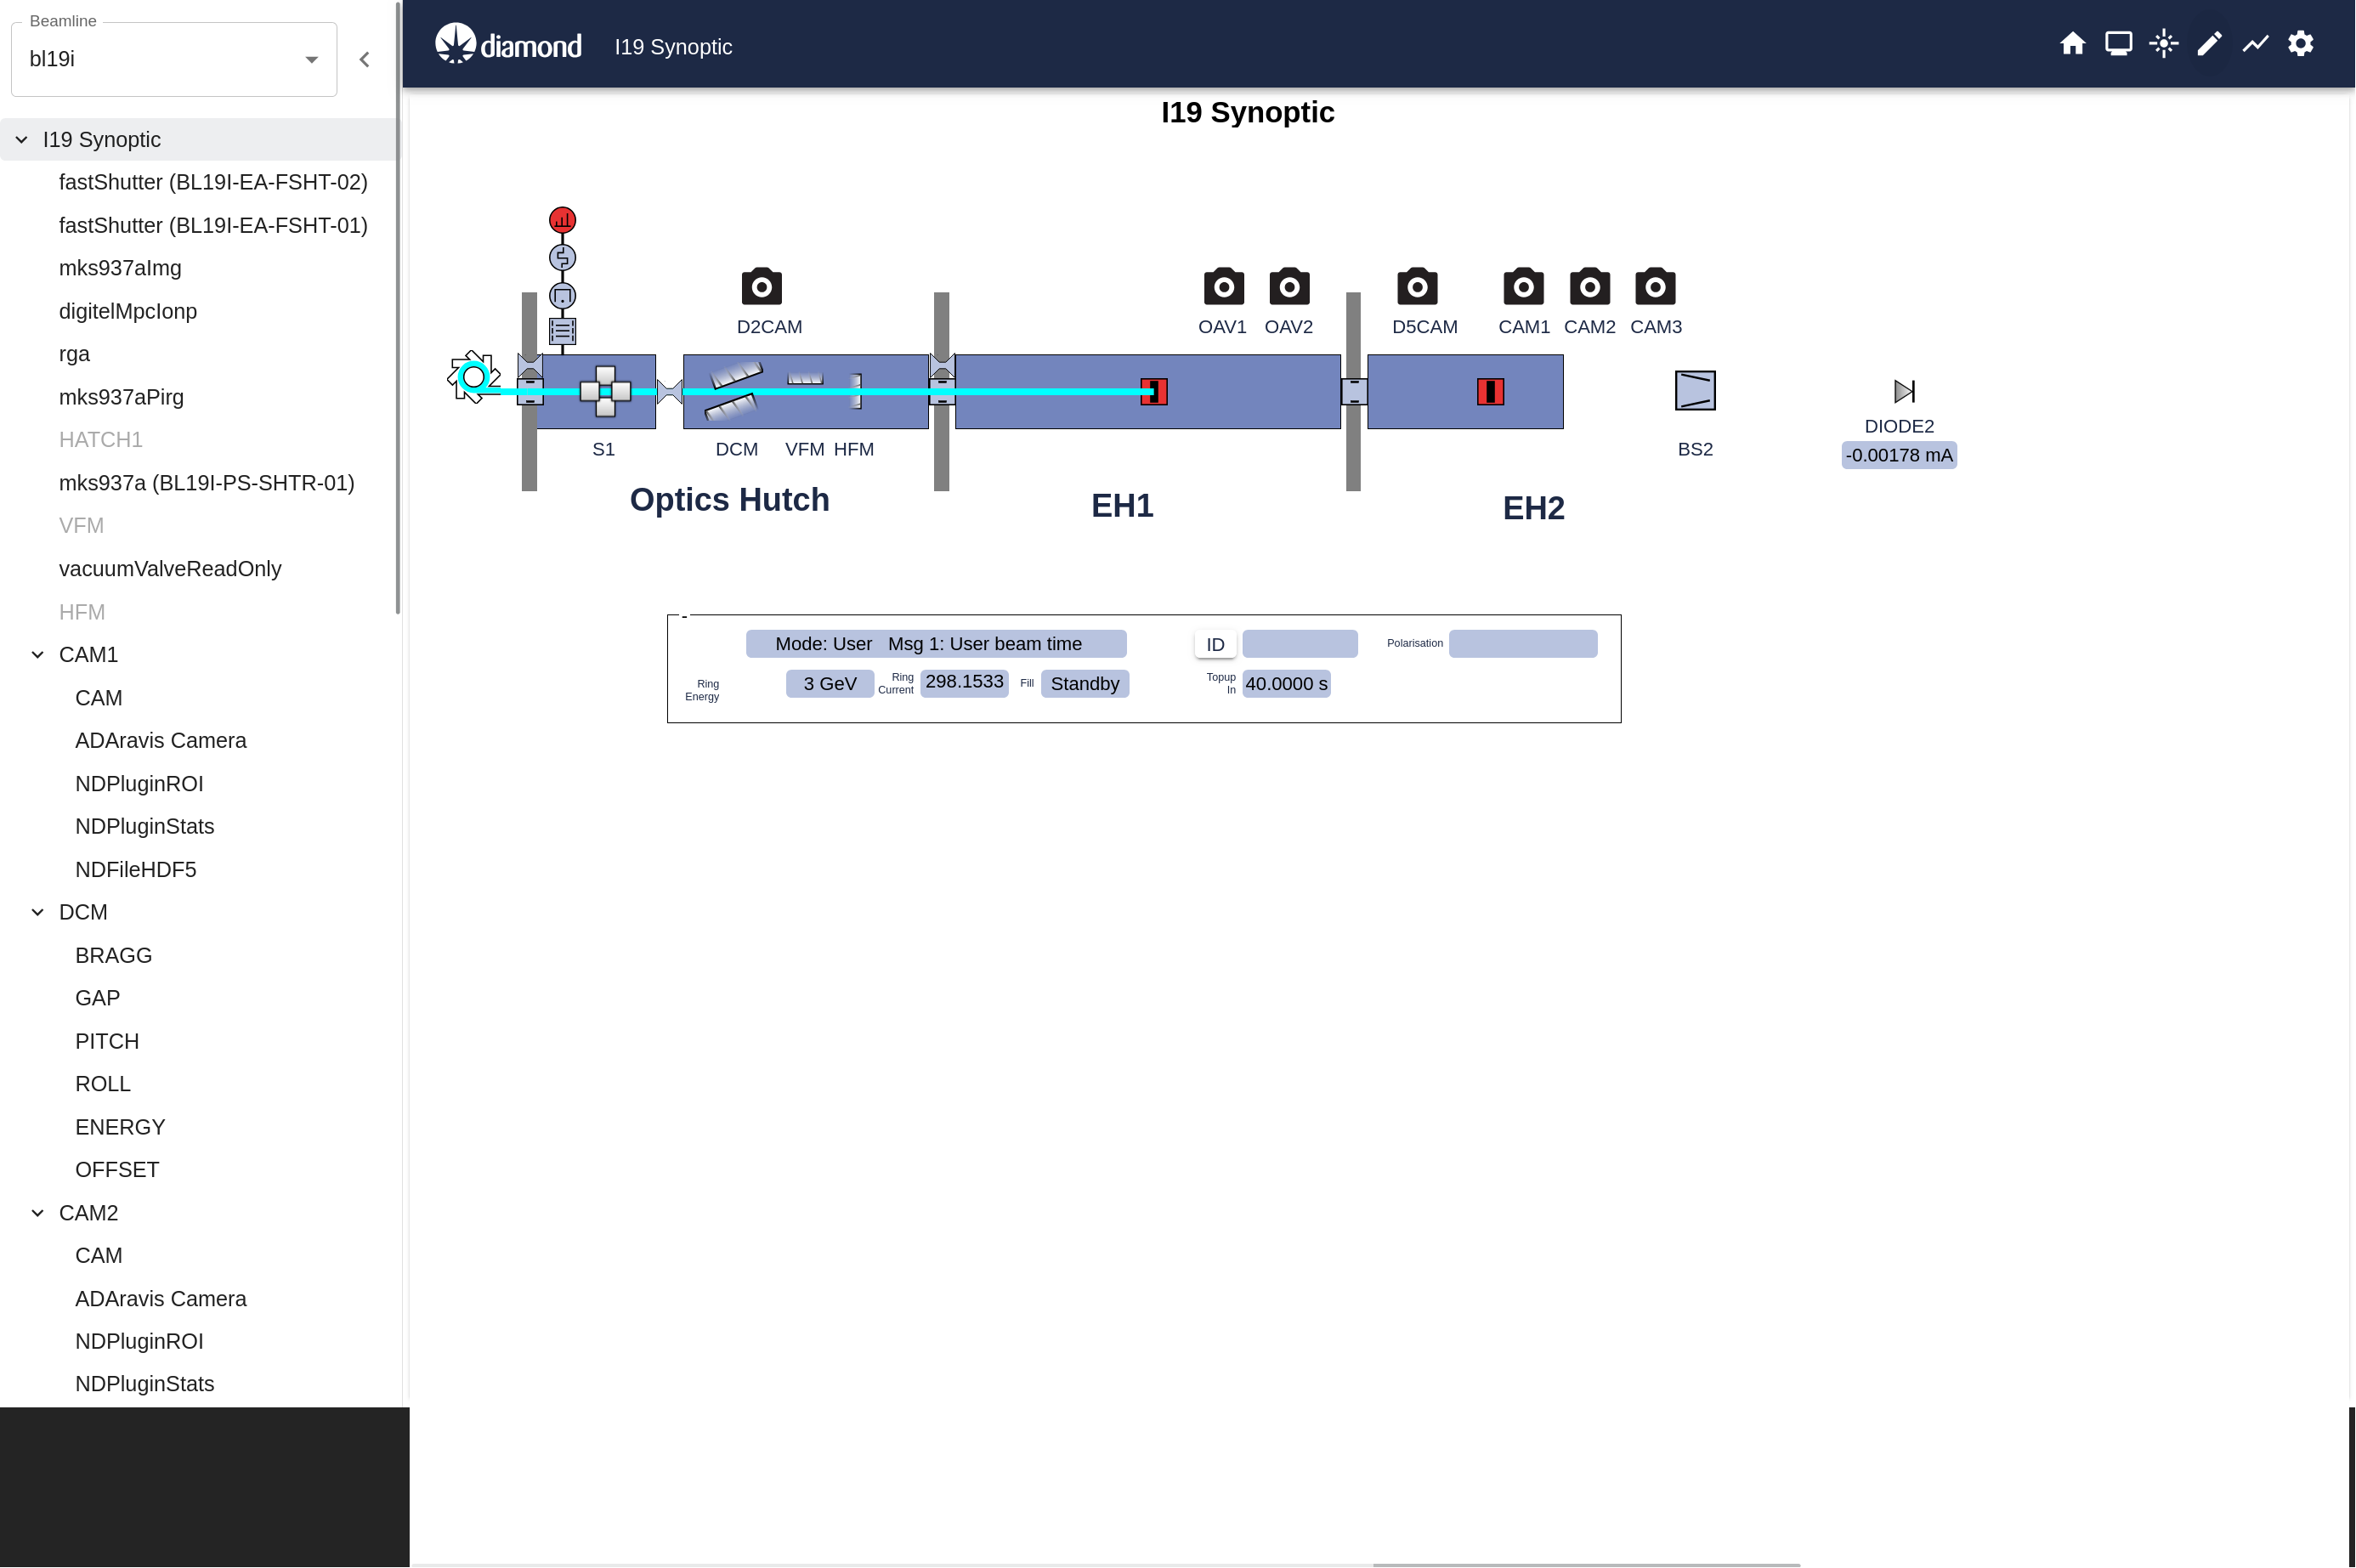 Beamline
bl19i
diamond
I19 Synoptic
I19 Synoptic
fastShutter (BL19I-EA-FSHT-02)
fastShutter (BL19I-EA-FSHT-01)
mks937aImg
digitelMpcIonp
rga
mks937aPirg
HATCH1
mks937a (BL19I-PS-SHTR-01)
VFM
vacuumValveReadOnly
HFM
CAM1
CAM
ADAravis Camera
NDPluginROI
NDPluginStats
NDFileHDF5
DCM
BRAGG
GAP
PITCH
ROLL
ENERGY
OFFSET
CAM2
CAM
ADAravis Camera
NDPluginROI
NDPluginStats
I19 Synoptic
D2CAM
OAV1
OAV2
D5CAM
CAM1
CAM2
CAM3
S1
DCM
VFM
HFM
BS2
DIODE2
-0.00178 mA
Optics Hutch
EH1
EH2
-
Mode: User   Msg 1: User beam time
ID
Polarisation
Ring
Energy
3 GeV
Ring
Current
298.1533
Fill
Standby
Topup
In
40.0000 s